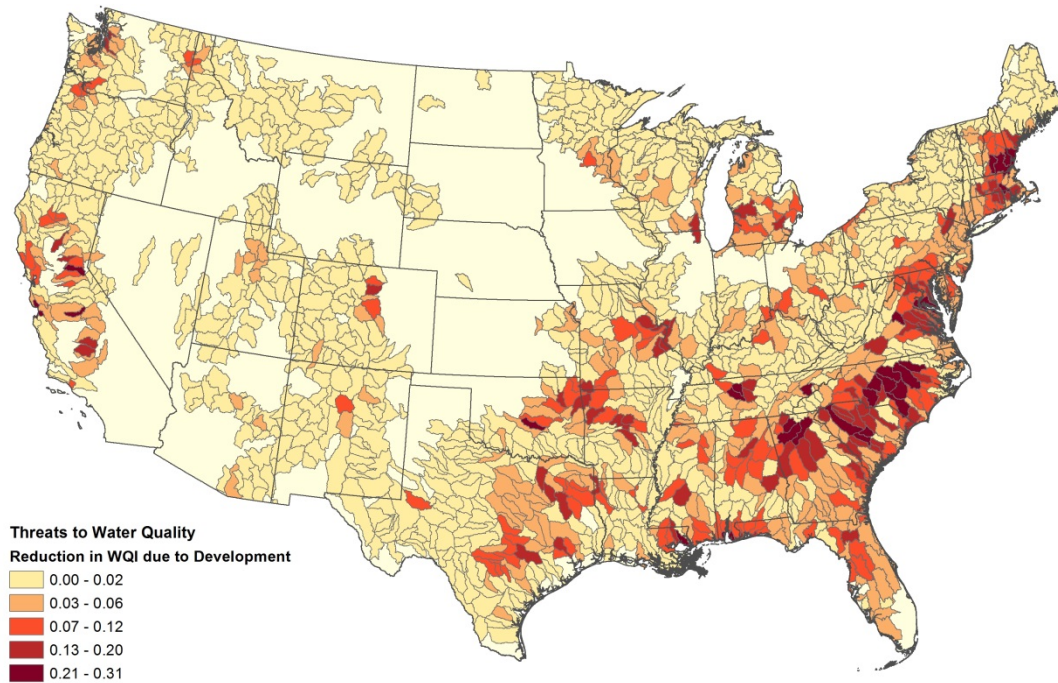 Threats to Water Quality
Reduction in WQI due to Development
0.00 - 0.02
0.03 - 0.06
0.07 - 0.12
0.13 - 0.20
0.21 - 0.31